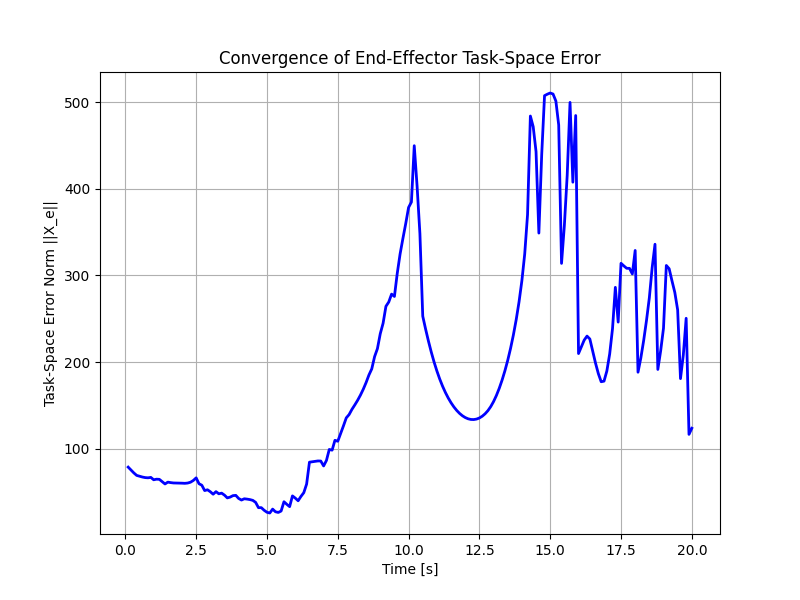 Convergence of End-Effector Task-Space Error
500
400
300
200
100
Task-Space Error Norm ||X_e||
0.0 2.5 5.0 7.5 10.0 12.5 15.0 17.5 20.0
Time [s]